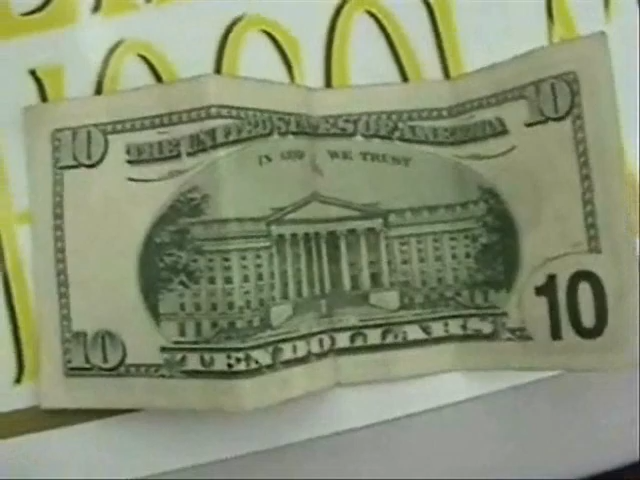 10 10
THE UNITED STATES OF AMERICA
IN GOD WE TRUST
10
10 TEN DOLLARS